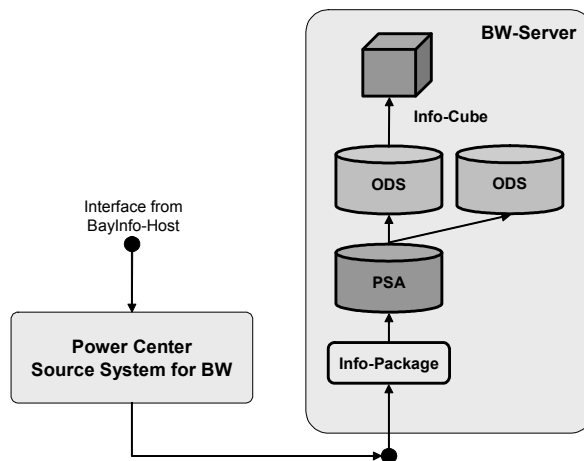 BW-Server
Info-Cube
ODS
ODS
PSA
Info-Package
Interface from
BayInfo-Host
Power Center
Source System for BW